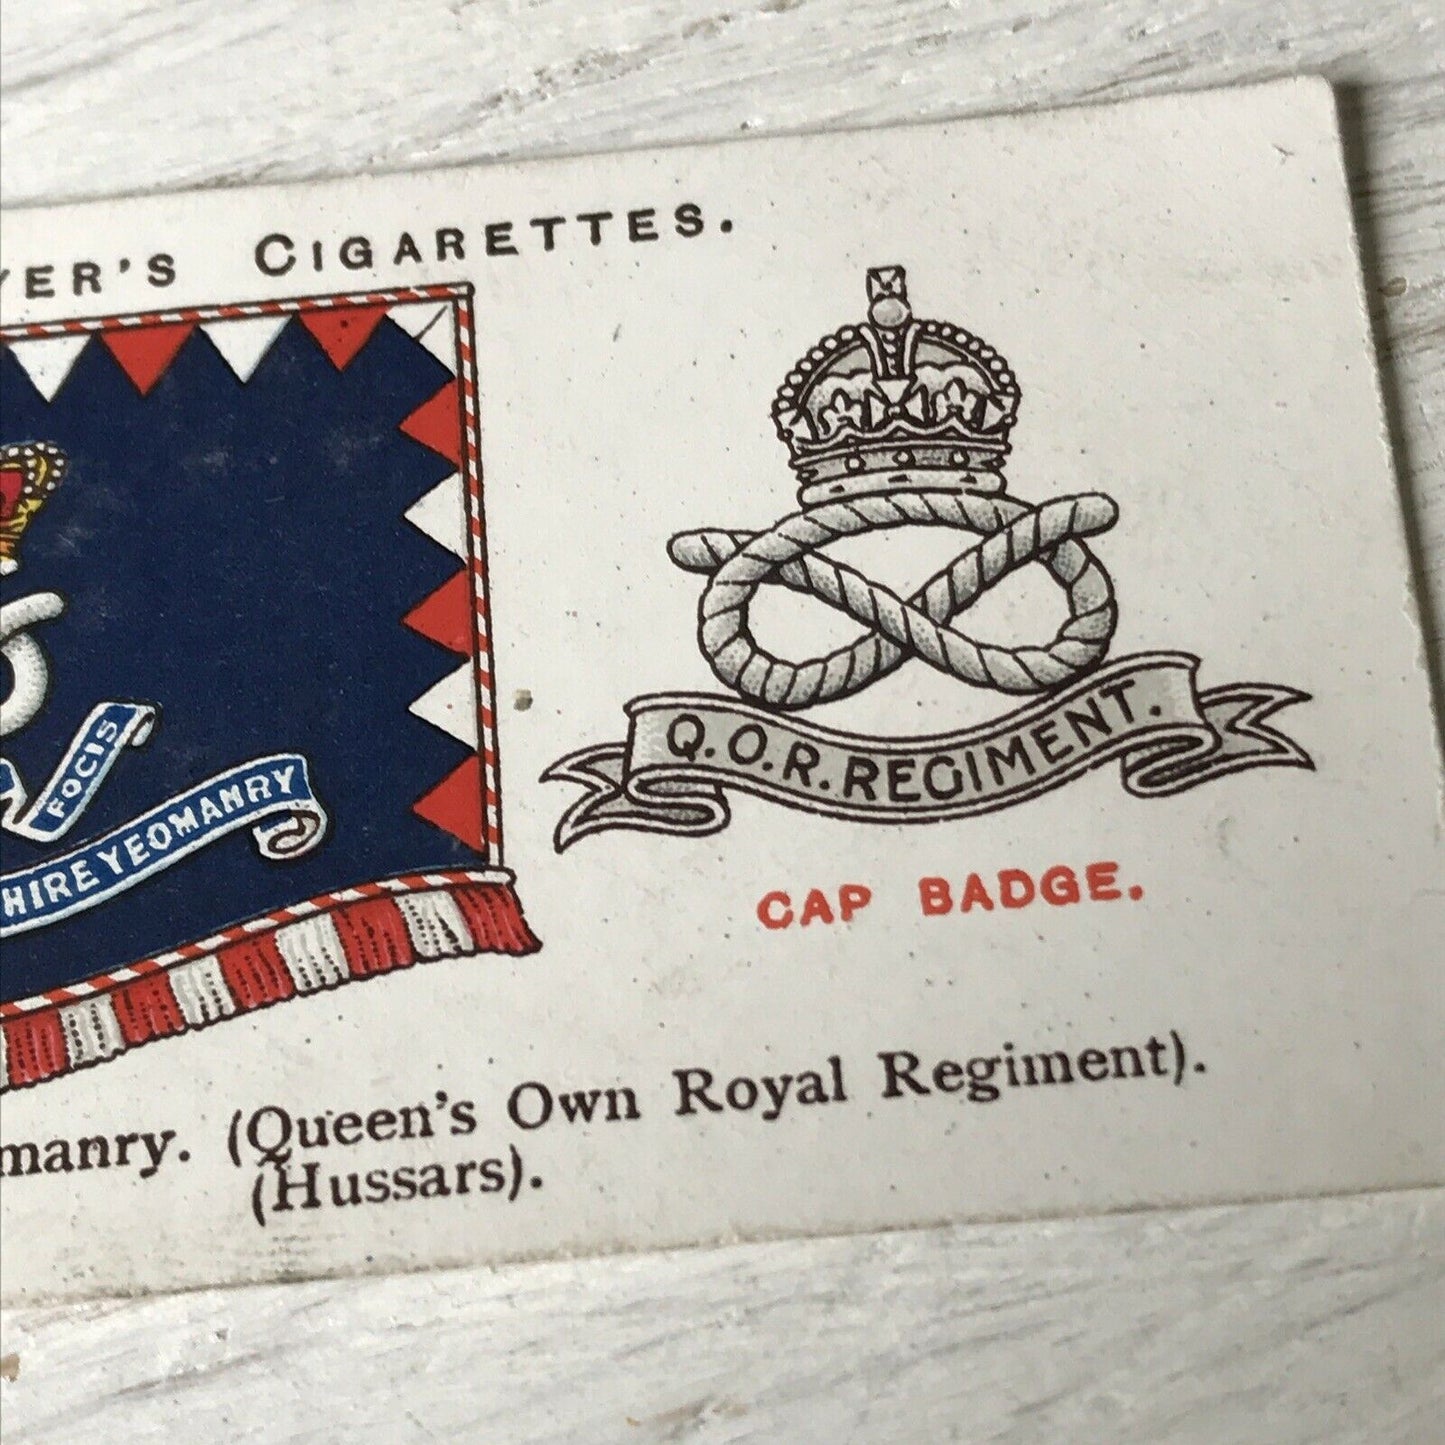 YER'S CIGARETTES.
FOCIS
HIRE YEOMANRY
Q.O.R. REGIMENT.
CAP BADGE.
manry. (Queen's Own Royal Regiment).
(Hussars).